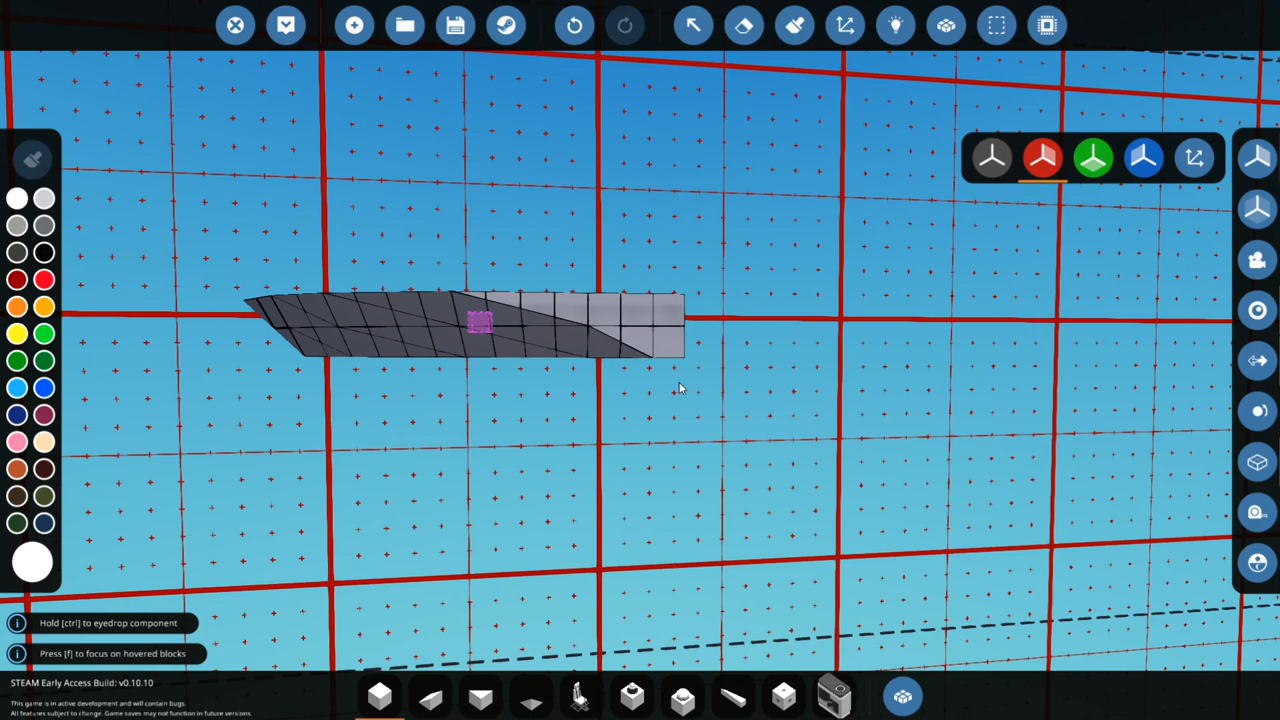 Hold [ctrl] to eyedrop component
Press [f] to focus on hovered blocks
STEAM Early Access Build: v0.10.10
This game is in active development and will contain bugs.
All features subject to change. Game saves may not function in future versions